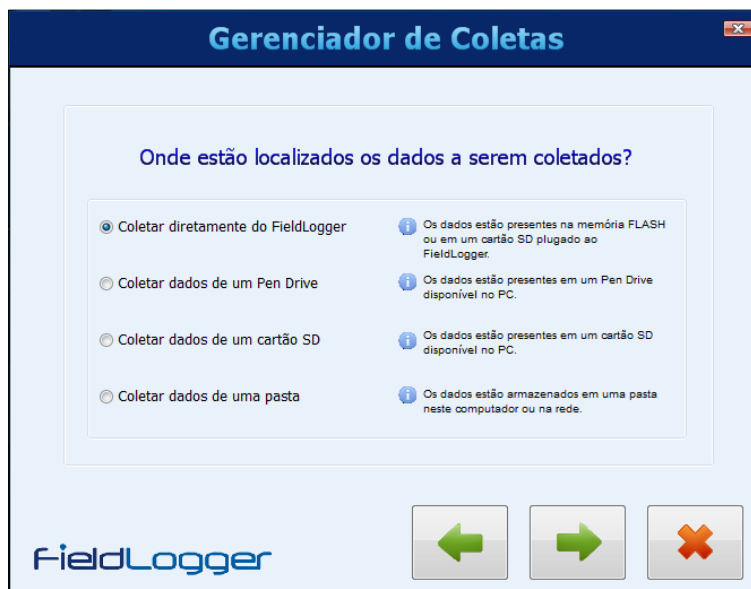 Gerenciador de Coletas
Onde estão localizados os dados a serem coletados?
Coletar diretamente do FieldLogger
Os dados estão presentes na memória FLASH
ou em um cartão SD plugado ao
FieldLogger.
Coletar dados de um Pen Drive
Os dados estão presentes em um Pen Drive
disponível no PC.
Coletar dados de um cartão SD
Os dados estão presentes em um cartão SD
disponível no PC.
Coletar dados de uma pasta
Os dados estão armazenados em uma pasta
neste computador ou na rede.
FieldLogger